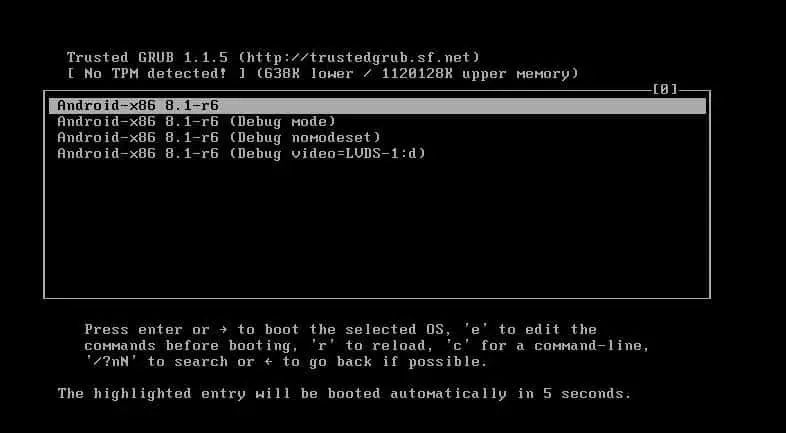 Trusted GRUB 1.1.5 (http://trustedgrub.sf.net)
[ No TPM detected! ] (638K lower / 1120128K upper memory)
[0]
Android-x86 8.1-r6
Android-x86 8.1-r6 (Debug mode)
Android-x86 8.1-r6 (Debug nomodeset)
Android-x86 8.1-r6 (Debug video=LVDS-1:d)
Press enter or → to boot the selected OS, 'e' to edit the
commands before booting, 'r' to reload, 'c' for a command-line,
'/?nN' to search or ← to go back if possible.
The highlighted entry will be booted automatically in 5 seconds.